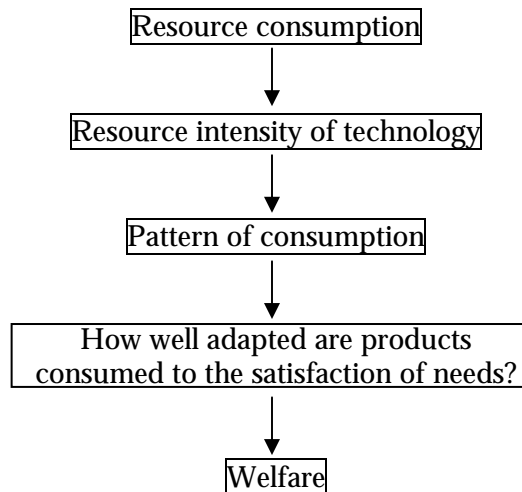 Resource consumption
Resource intensity of technology
Pattern of consumption
How well adapted are products
consumed to the satisfaction of needs?
Welfare